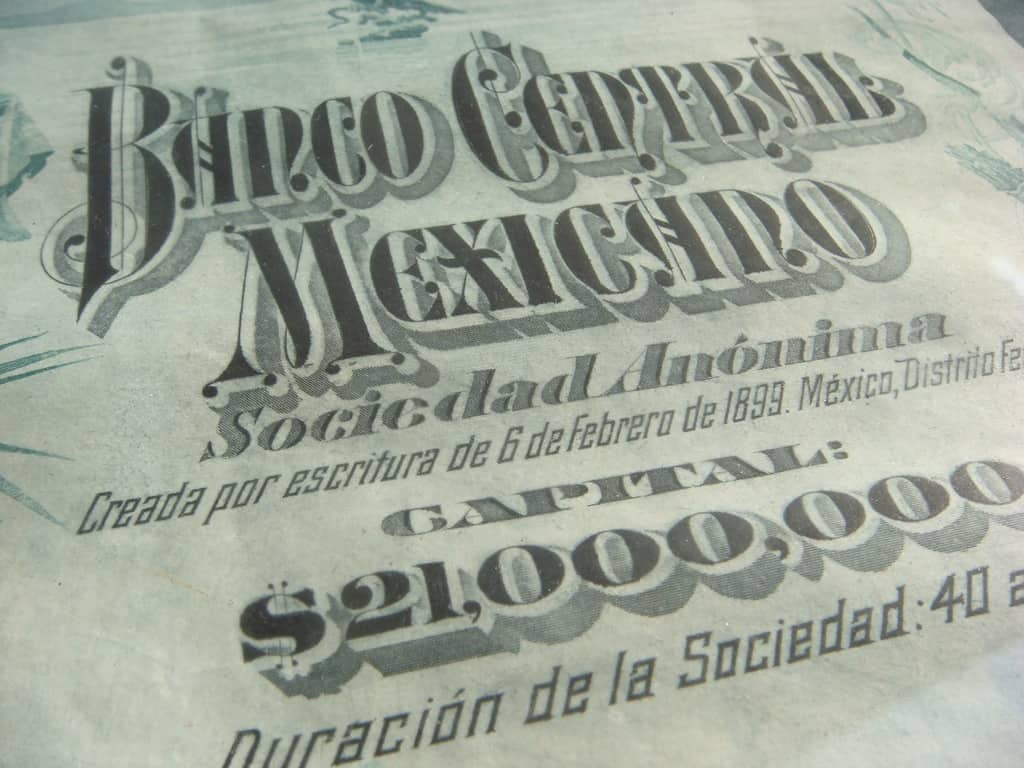 Banco Central
Mexicano
Sociedad Anónima
Creada por escritura de 6 de Febrero de 1899. México, Distrito Fe
CAPITAL:
$21,000,000
Duración de la Sociedad: 40 a